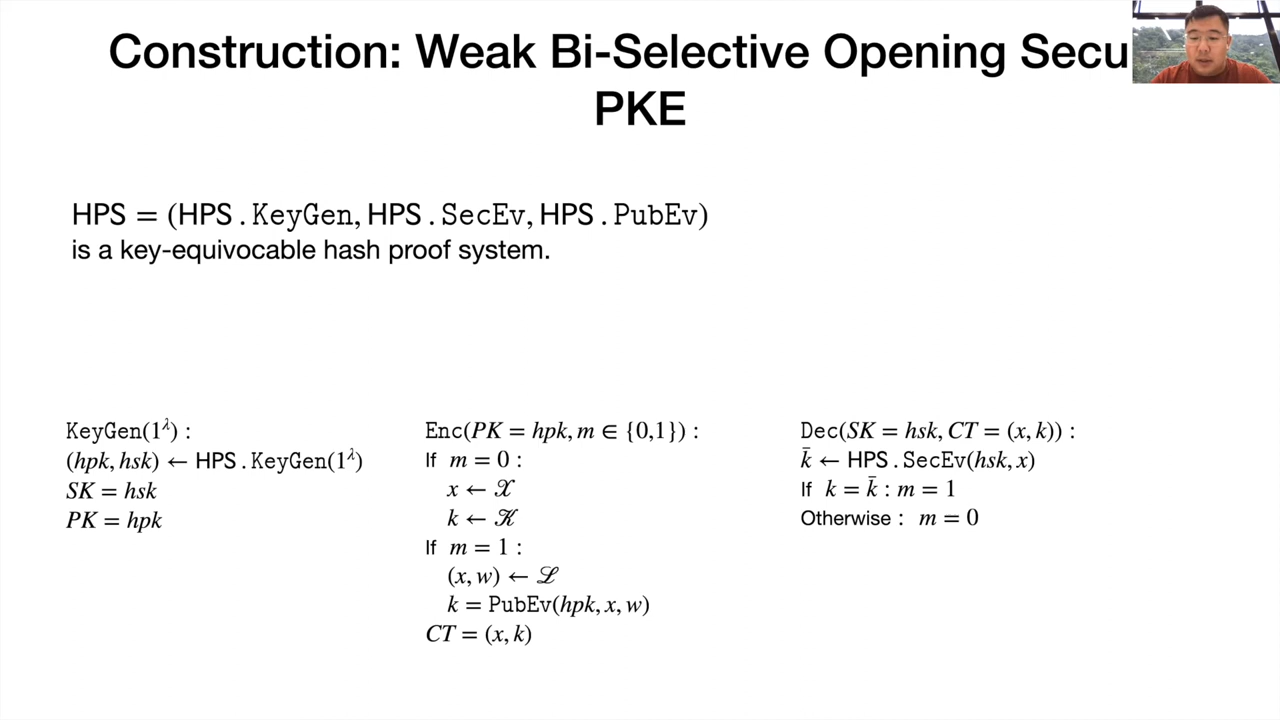 Construction: Weak Bi-Selective Opening Secu
PKE
HPS = (HPS . KeyGen, HPS . SecEv, HPS . PubEv)
is a key-equivocable hash proof system.
KeyGen(1^λ) :
(hpk, hsk) ← HPS . KeyGen(1^λ)
SK = hsk
PK = hpk
Enc(PK = hpk, m ∈ {0,1}) :
If m = 0 :
x ← 𝒳
k ← 𝒦
If m = 1 :
(x, w) ← ℒ
k = PubEv(hpk, x, w)
CT = (x, k)
Dec(SK = hsk, CT = (x, k)) :
k̄ ← HPS . SecEv(hsk, x)
If k = k̄ : m = 1
Otherwise : m = 0